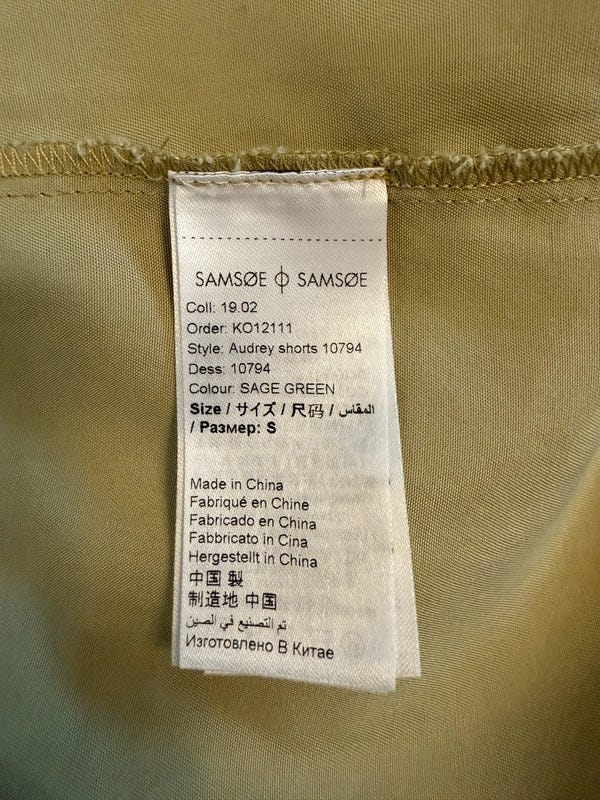 SAMSØE ϕ SAMSØE
Coll: 19.02
Order: KO12111
Style: Audrey shorts 10794
Dess: 10794
Colour: SAGE GREEN
Size / サイズ / 尺码 / المقاس
/ Размер: S
Made in China
Fabriqué en Chine
Fabricado en China
Fabbricato in Cina
Hergestellt in China
中国 製
制造地 中国
تم التصنيع في الصين
Изготовлено В Китае